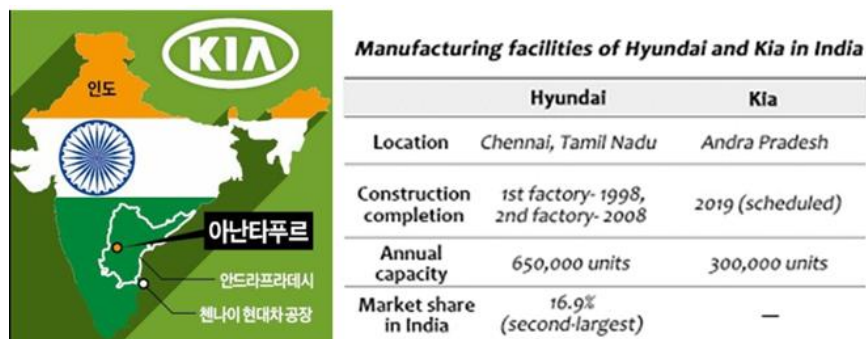 KIA
인도
아난타푸르
안드라프라데시
첸나이 현대차 공장
Manufacturing facilities of Hyundai and Kia in India
Hyundai Kia
Location Chennai, Tamil Nadu Andra Pradesh
Construction completion 1st factory- 1998, 2nd factory- 2008 2019 (scheduled)
Annual capacity 650,000 units 300,000 units
Market share in India 16.9% (second-largest) —